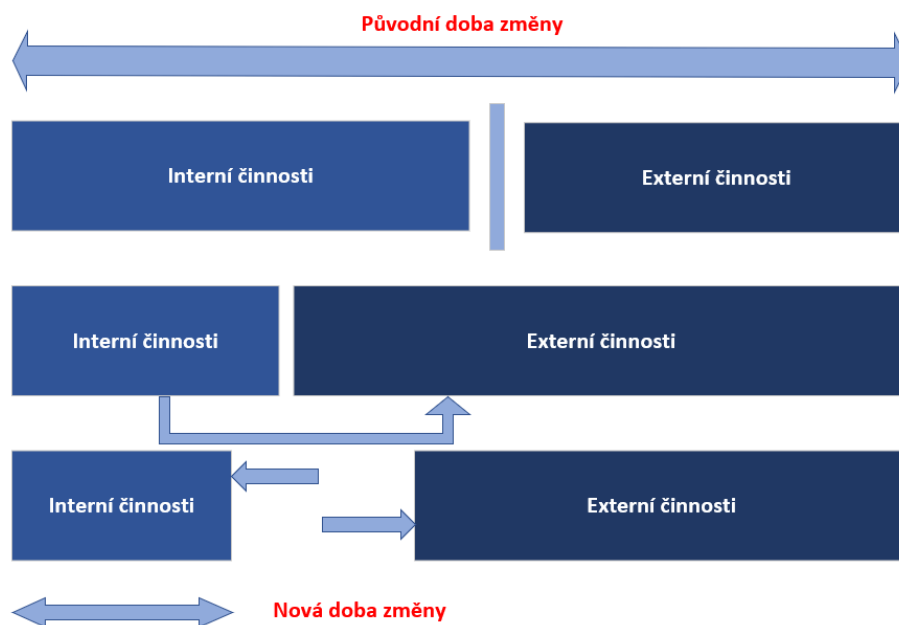 Původní doba změny
Interní činnosti
Externí činnosti
Interní činnosti
Externí činnosti
Interní činnosti
Externí činnosti
Nová doba změny